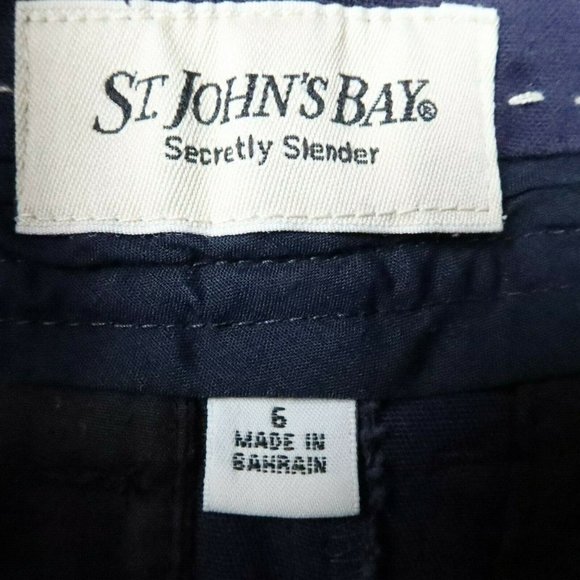 ST. JOHN'S BAY®
Secretly Slender
6
MADE IN
BAHRAIN